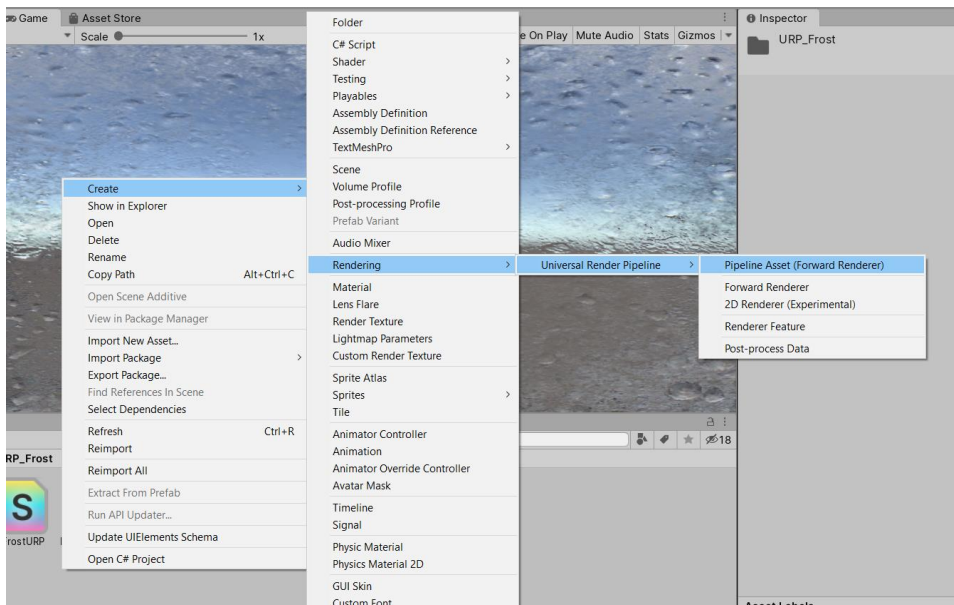 Game
Asset Store
Scale
1x
e On Play
Mute Audio
Stats
Gizmos
Inspector
URP_Frost
Create
Show in Explorer
Open
Delete
Rename
Copy Path Alt+Ctrl+C
Open Scene Additive
View in Package Manager
Import New Asset...
Import Package
Export Package...
Find References In Scene
Select Dependencies
Refresh Ctrl+R
Reimport
Reimport All
Extract From Prefab
Run API Updater...
Update UIElements Schema
Open C# Project
Folder
C# Script
Shader
Testing
Playables
Assembly Definition
Assembly Definition Reference
TextMeshPro
Scene
Volume Profile
Post-processing Profile
Prefab Variant
Audio Mixer
Rendering
Material
Lens Flare
Render Texture
Lightmap Parameters
Custom Render Texture
Sprite Atlas
Sprites
Tile
Animator Controller
Animation
Animator Override Controller
Avatar Mask
Timeline
Signal
Physic Material
Physics Material 2D
GUI Skin
Custom Font
Universal Render Pipeline
Pipeline Asset (Forward Renderer)
Forward Renderer
2D Renderer (Experimental)
Renderer Feature
Post-process Data
18
RP_Frost
S
rostURP
Asset Labels